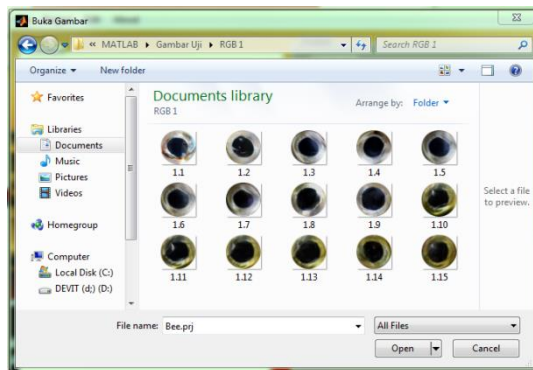 Buka Gambar
« MATLAB ▸ Gambar Uji ▸ RGB 1
Search RGB 1
Organize ▾ New folder
Favorites
Libraries
Documents
Music
Pictures
Videos
Homegroup
Computer
Local Disk (C:)
DEVIT (d;) (D:)
Documents library
RGB 1
Arrange by: Folder ▾
1.1 1.2 1.3 1.4 1.5
1.6 1.7 1.8 1.9 1.10
1.11 1.12 1.13 1.14 1.15
Select a file
to preview.
File name: Bee.prj
All Files
Open
Cancel